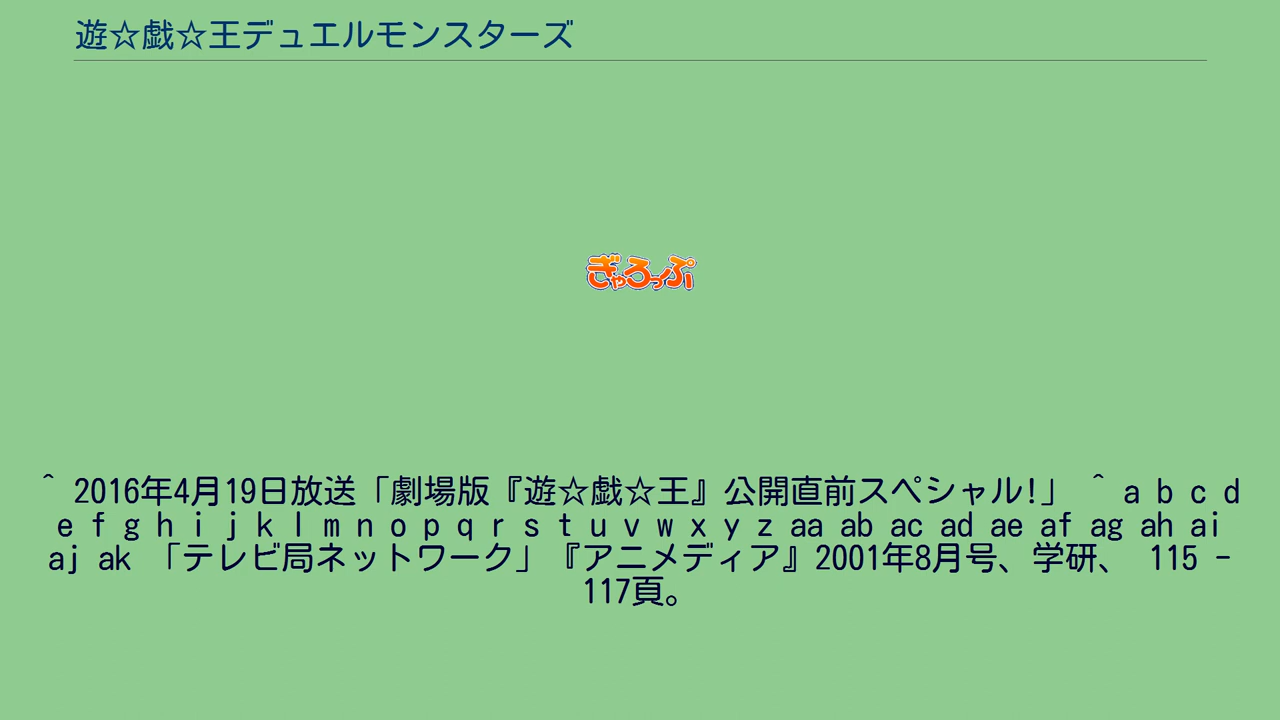 遊☆戯☆王デュエルモンスターズ
ぎゃろっぷ
^ 2016年4月19日放送「劇場版『遊☆戯☆王』公開直前スペシャル!」 ^ a b c d
e f g h i j k l m n o p q r s t u v w x y z aa ab ac ad ae af ag ah ai
aj ak 「テレビ局ネットワーク」『アニメディア』2001年8月号、学研、 115 -
117頁。